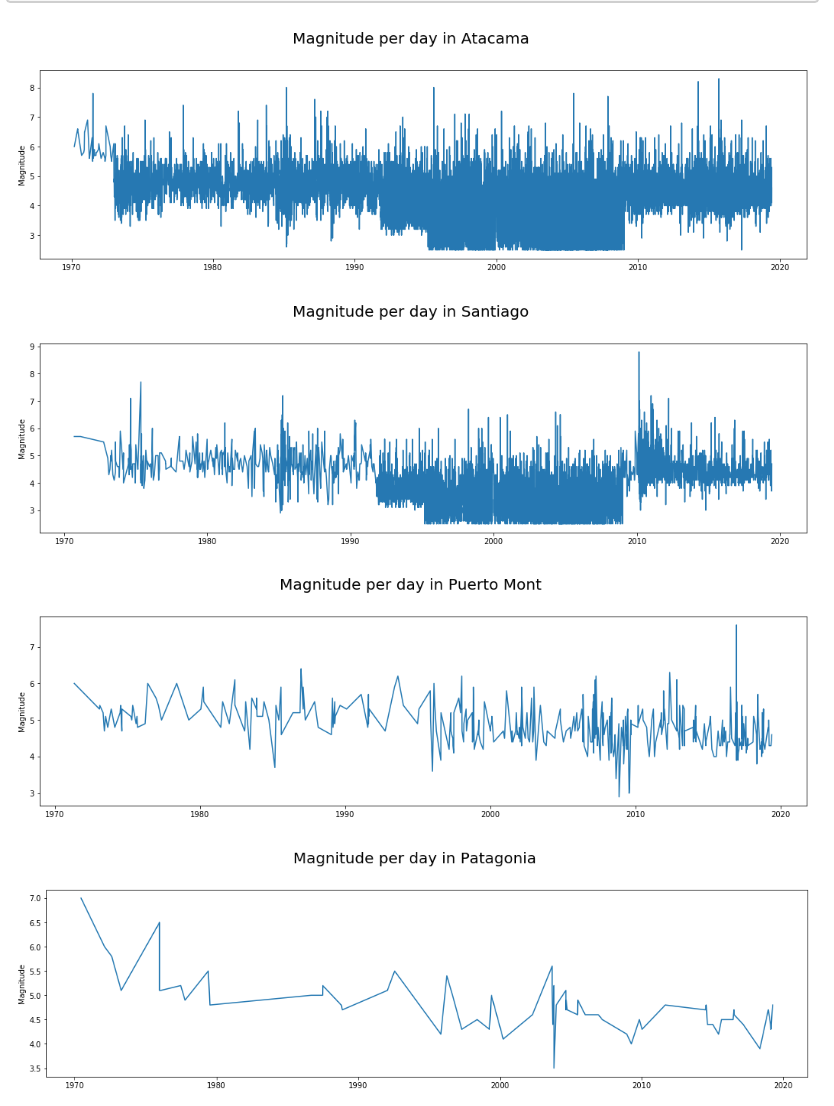 Magnitude per day in Atacama
Magnitude
8
7
6
5
4
3
1970 1980 1990 2000 2010 2020
Magnitude per day in Santiago
Magnitude
9
8
7
6
5
4
3
1970 1980 1990 2000 2010 2020
Magnitude per day in Puerto Mont
Magnitude
7
6
5
4
3
1970 1980 1990 2000 2010 2020
Magnitude per day in Patagonia
Magnitude
7.0
6.5
6.0
5.5
5.0
4.5
4.0
3.5
1970 1980 1990 2000 2010 2020